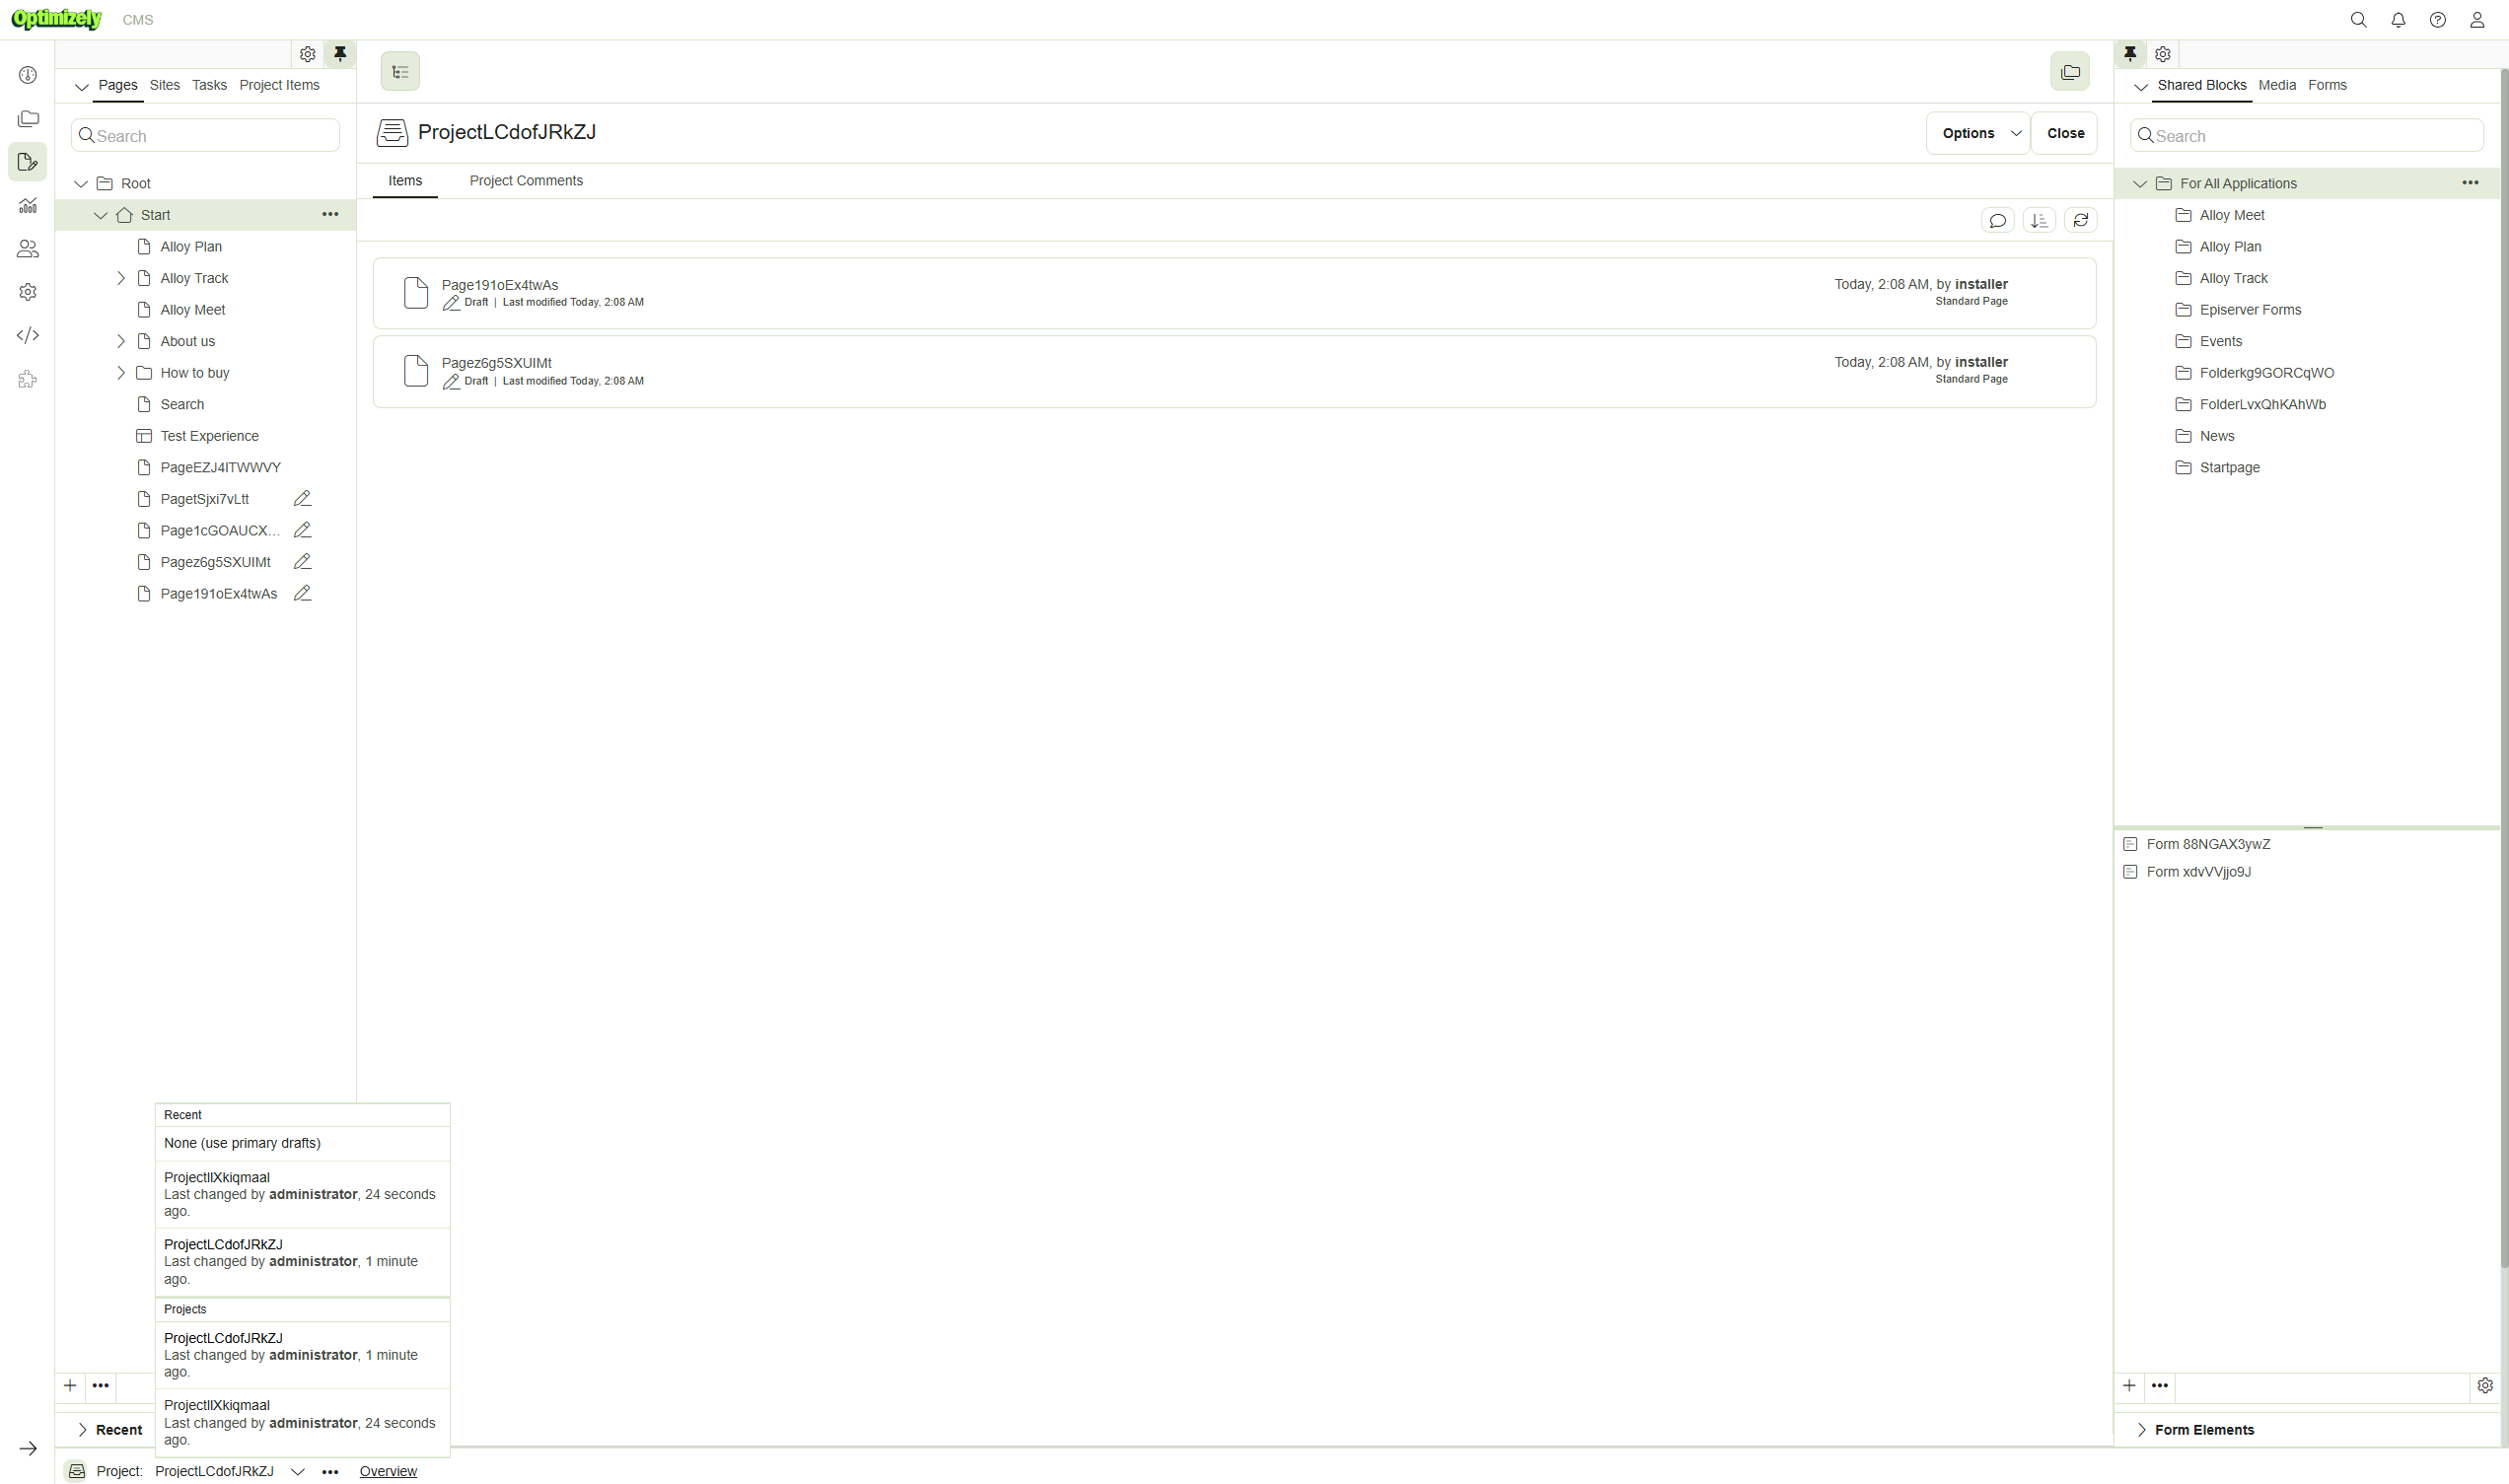 Optimizely CMS
Pages Sites Tasks Project Items
Search
Root
Start
Alloy Plan
Alloy Track
Alloy Meet
About us
How to buy
Search
Test Experience
PageEZJ4ITWWVY
PagetSjxi7vLtt
Page1cGOAUCX...
Pagez6g5SXUIMt
Page191oEx4twAs
Recent
None (use primary drafts)
ProjectIlXkiqmaal
Last changed by administrator, 24 seconds
ago.
ProjectLCdofJRkZJ
Last changed by administrator, 1 minute
ago.
Projects
ProjectLCdofJRkZJ
Last changed by administrator, 1 minute
ago.
ProjectIlXkiqmaal
Last changed by administrator, 24 seconds
ago.
Recent
Project: ProjectLCdofJRkZJ Overview
ProjectLCdofJRkZJ
Options Close
Items Project Comments
Page191oEx4twAs
Draft | Last modified Today, 2:08 AM
Today, 2:08 AM, by installer
Standard Page
Pagez6g5SXUIMt
Draft | Last modified Today, 2:08 AM
Today, 2:08 AM, by installer
Standard Page
Shared Blocks Media Forms
Search
For All Applications
Alloy Meet
Alloy Plan
Alloy Track
Episerver Forms
Events
Folderkg9GORCqWO
FolderLvxQhKAhWb
News
Startpage
Form 88NGAX3ywZ
Form xdvVVjjo9J
Form Elements